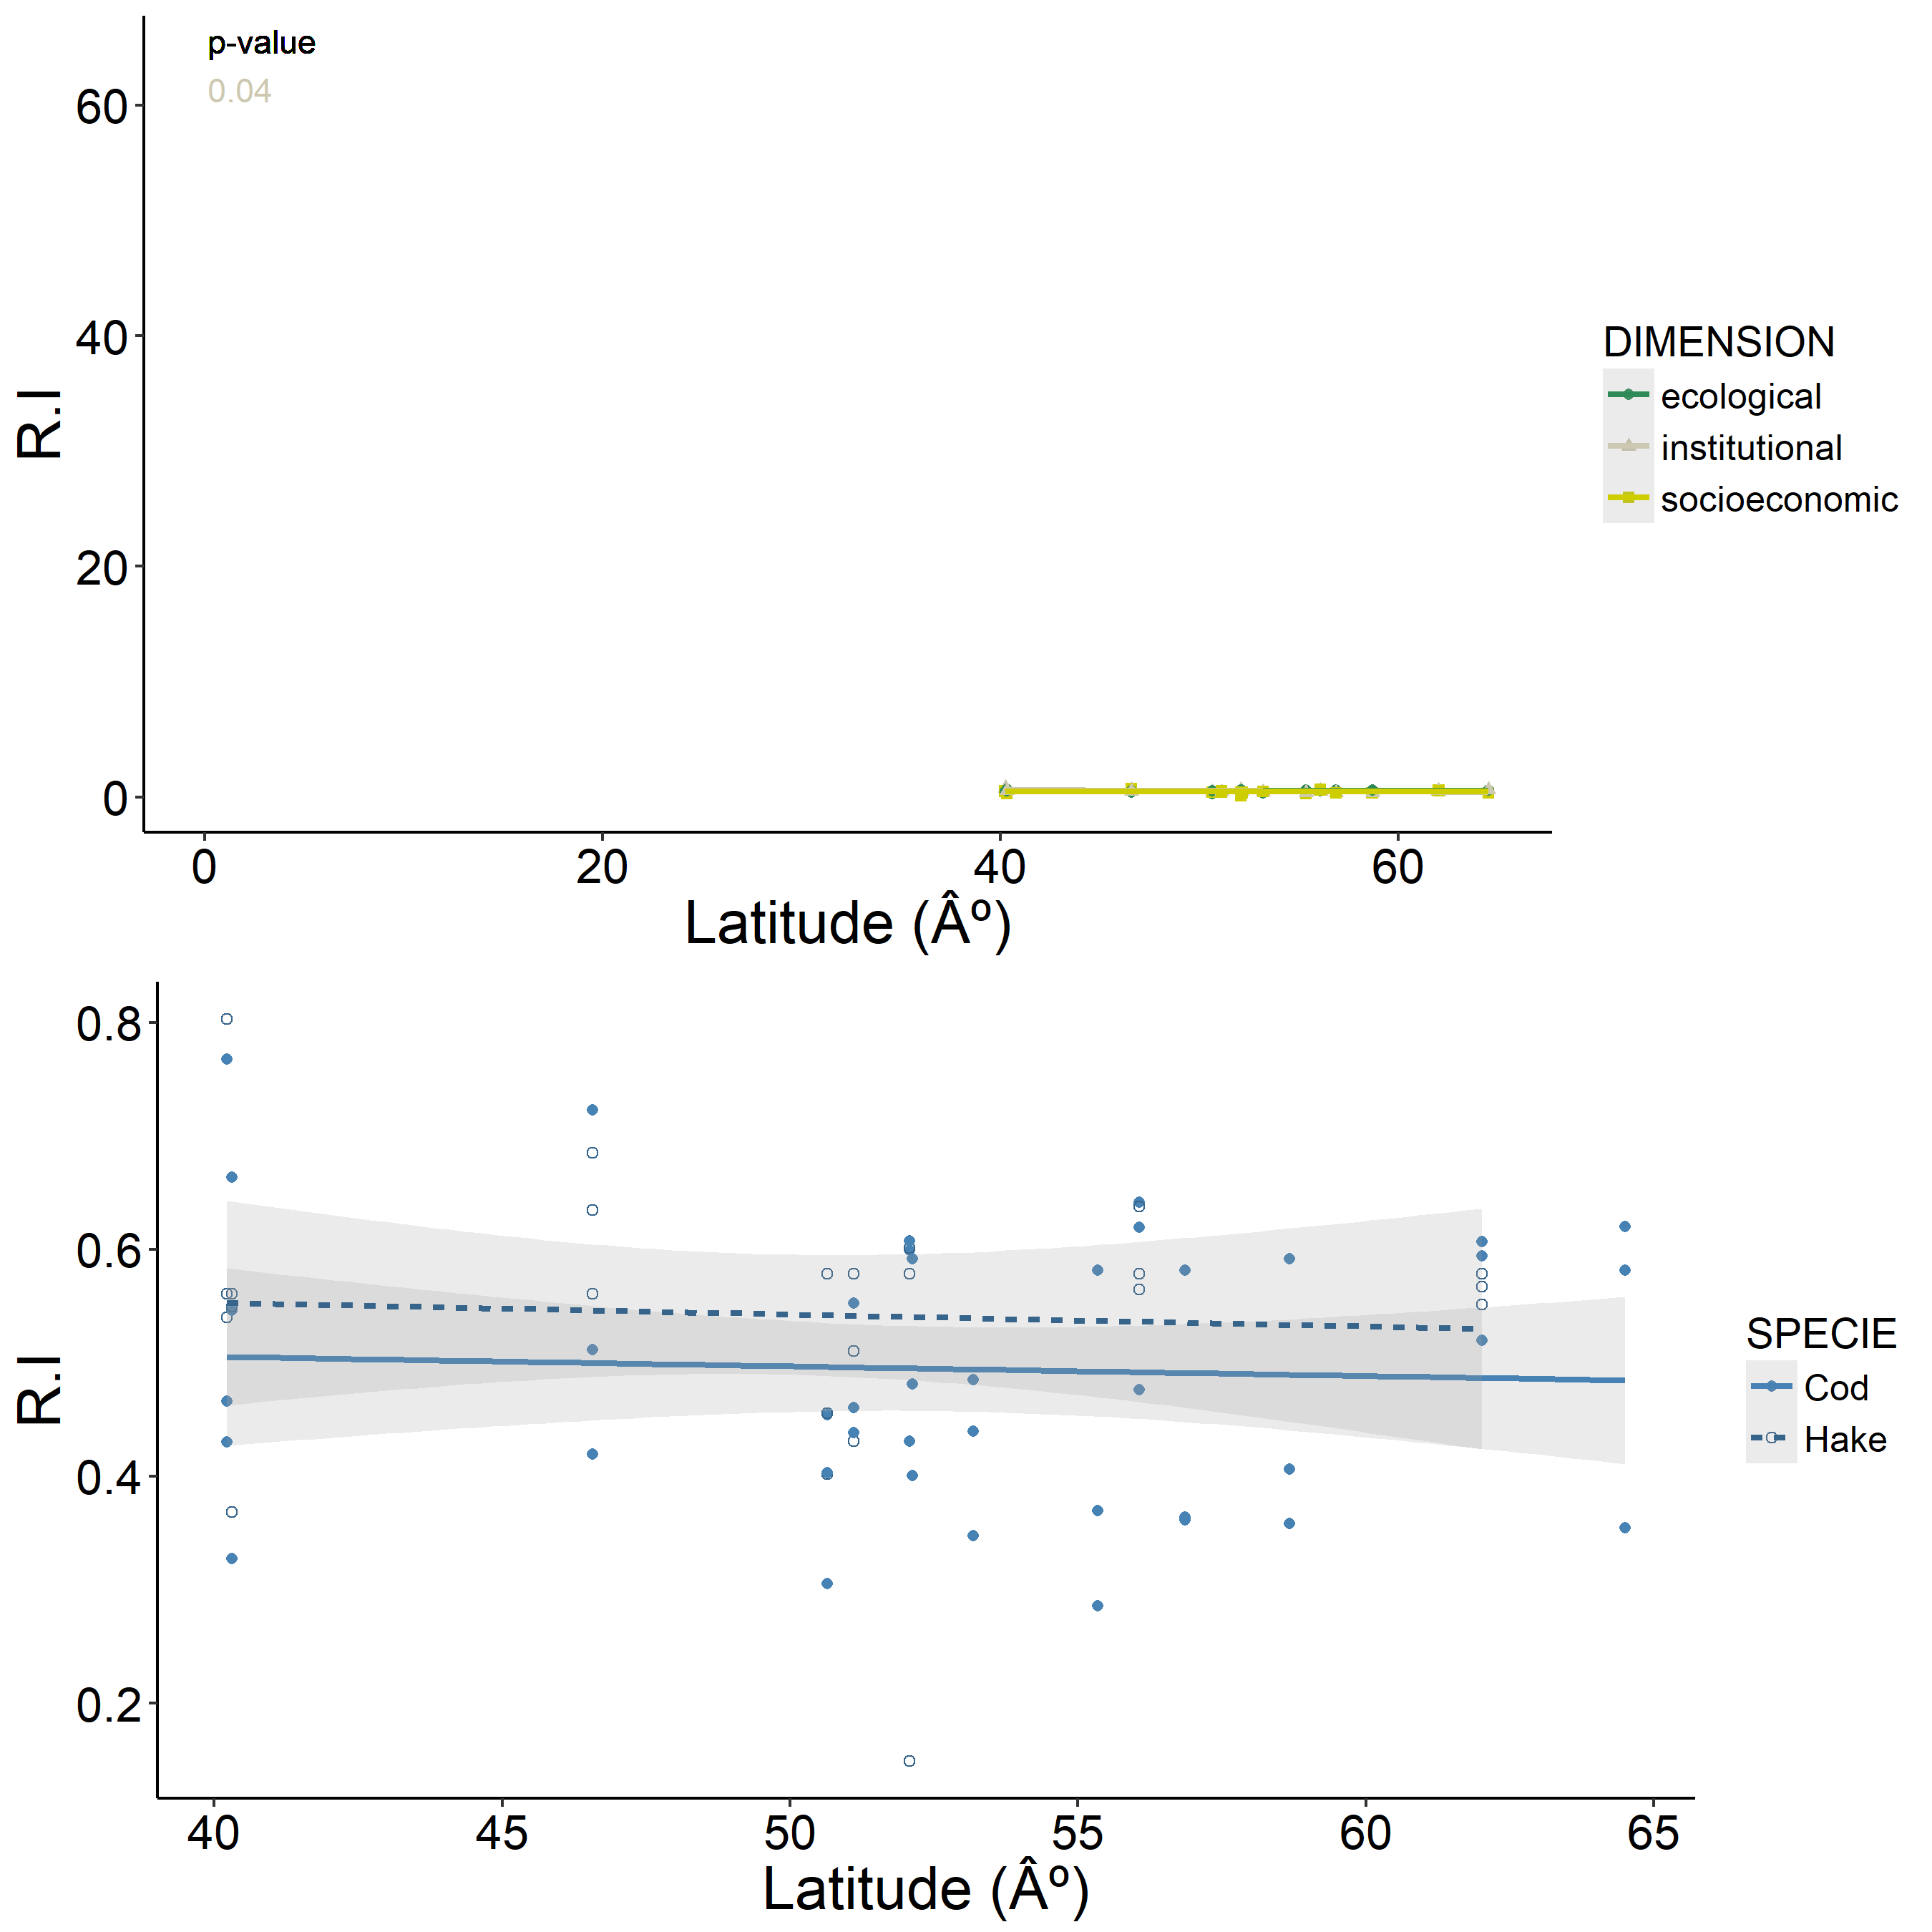 p-value
0.04
60
40
20
0
R.I
0 20 40 60
Latitude (Âº)
DIMENSION
ecological
institutional
socioeconomic
0.8
0.6
0.4
0.2
R.I
40 45 50 55 60 65
Latitude (Âº)
SPECIE
Cod
Hake